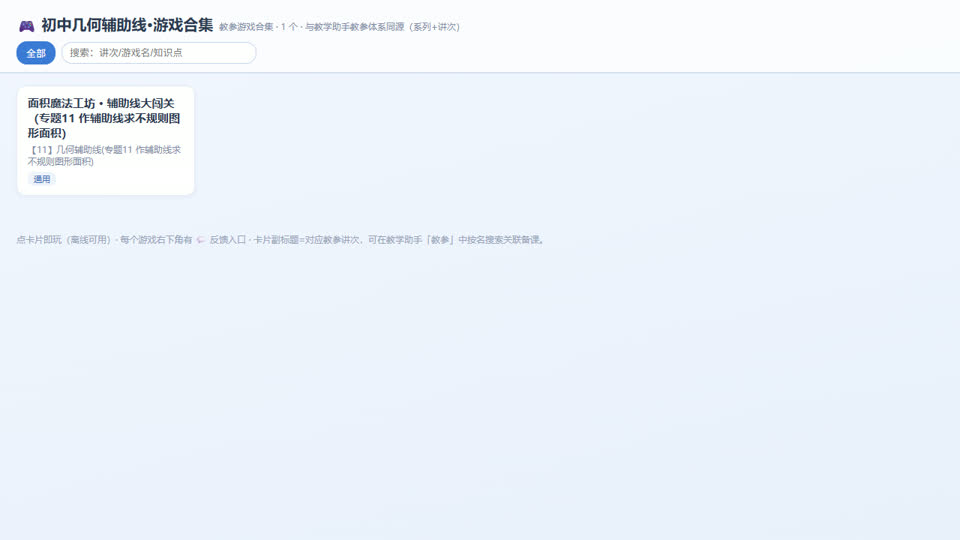 初中几何辅助线•游戏合集 教参游戏合集 · 1 个 · 与教学助手教参体系同源（系列+讲次）
全部 搜索：讲次/游戏名/知识点
面积魔法工坊 · 辅助线大闯关
（专题11 作辅助线求不规则图
形面积）
【11】几何辅助线(专题11 作辅助线求
不规则图形面积)
通用
点卡片即玩（离线可用）· 每个游戏右下角有 反馈入口 · 卡片副标题=对应教参讲次，可在教学助手「教参」中按名搜索关联备课。